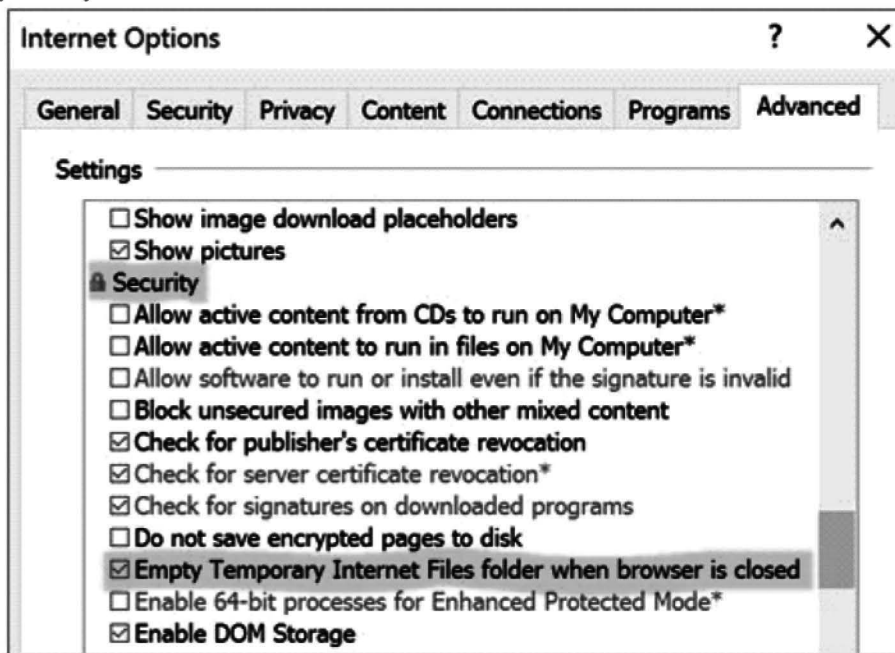 Internet Options ? X
General Security Privacy Content Connections Programs Advanced
Settings
Show image download placeholders
Show pictures
Security
Allow active content from CDs to run on My Computer*
Allow active content to run in files on My Computer*
Allow software to run or install even if the signature is invalid
Block unsecured images with other mixed content
Check for publisher's certificate revocation
Check for server certificate revocation*
Check for signatures on downloaded programs
Do not save encrypted pages to disk
Empty Temporary Internet Files folder when browser is closed
Enable 64-bit processes for Enhanced Protected Mode*
Enable DOM Storage